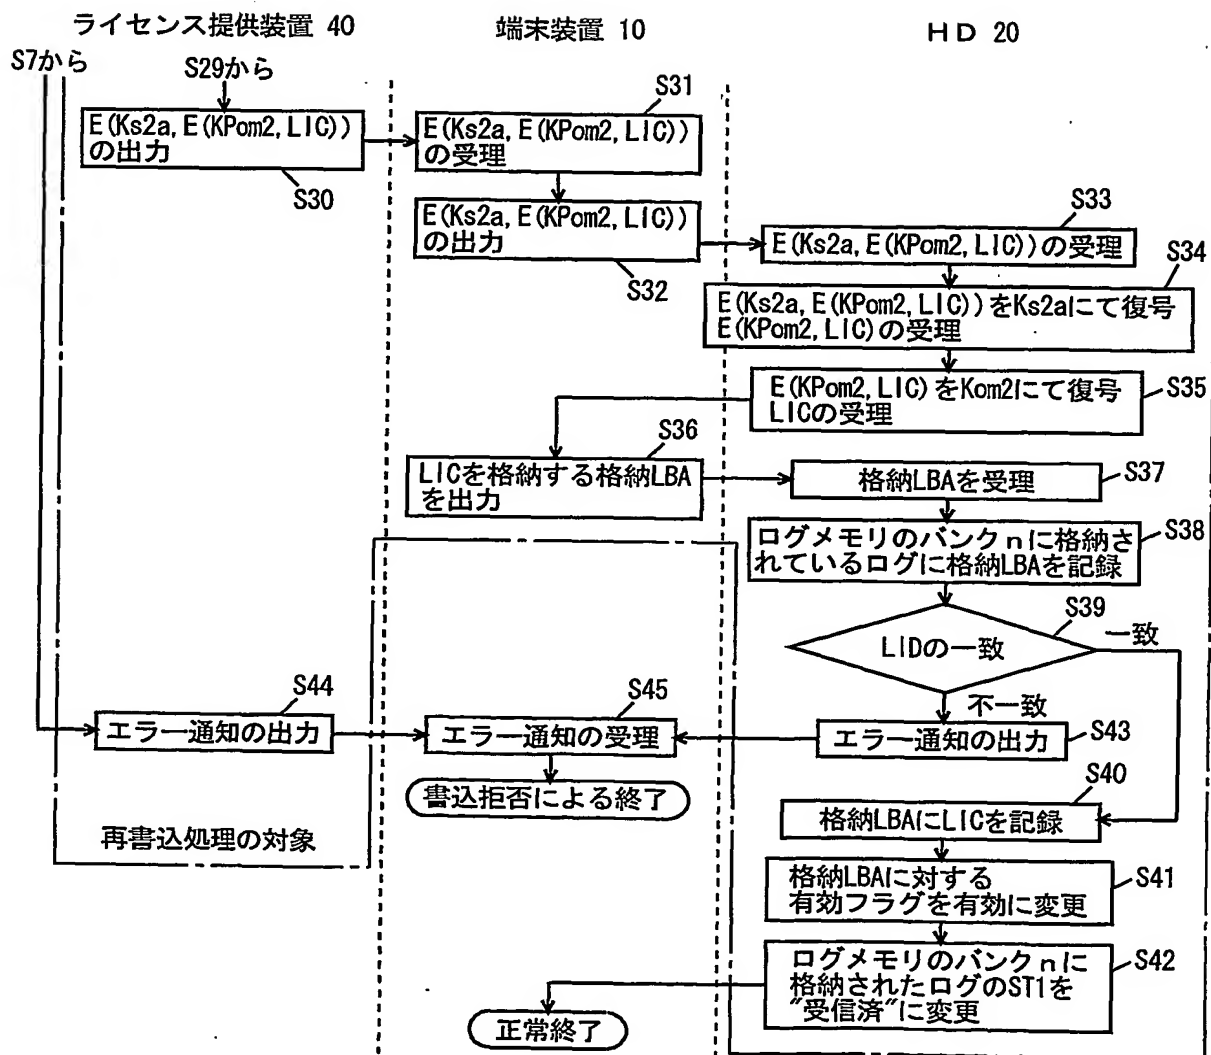 ライセンス提供装置 40
端末装置 10
ＨＤ 20
S7から
S29から
E(Ks2a,E(KPom2,LIC))
の出力
S30
S31
E(Ks2a,E(KPom2,LIC))
の受理
E(Ks2a,E(KPom2,LIC))
の出力
S32
S33
E(Ks2a,E(KPom2,LIC))の受理
S34
E(Ks2a,E(KPom2,LIC))をKs2aにて復号
E(KPom2,LIC)の受理
E(KPom2,LIC)をKom2にて復号
LICの受理
S35
S36
LICを格納する格納LBA
を出力
格納LBAを受理
S37
ログメモリのバンクｎに格納さ
れているログに格納LBAを記録
S38
S39
LIDの一致
一致
不一致
S44
エラー通知の出力
S45
エラー通知の受理
エラー通知の出力
S43
書込拒否による終了
S40
格納LBAにLICを記録
再書込処理の対象
格納LBAに対する
有効フラグを有効に変更
S41
ログメモリのバンクｎに
格納されたログのST1を
"受信済"に変更
S42
正常終了